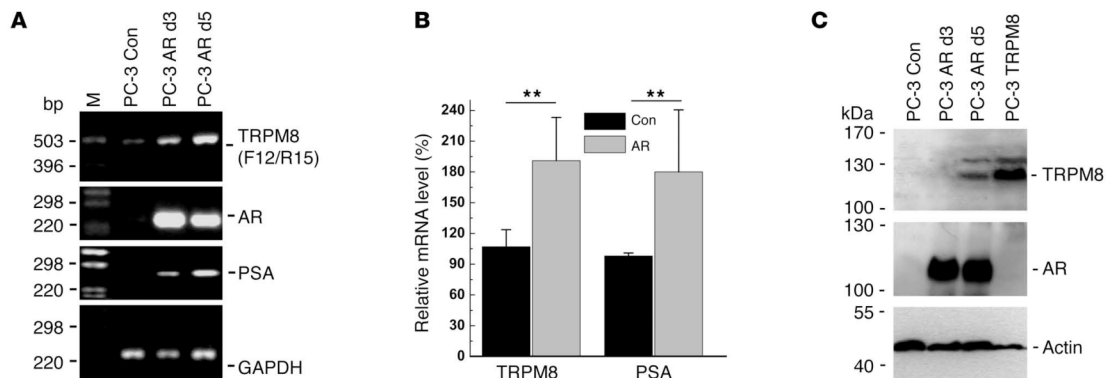 A
bp
M
PC-3 Con
PC-3 AR d3
PC-3 AR d5
503
396
TRPM8
(F12/R15)
298
220
AR
298
220
PSA
298
220
GAPDH
B
Relative mRNA level (%)
240
210
180
150
120
90
60
30
0
**
**
Con
AR
TRPM8
PSA
C
kDa
PC-3 Con
PC-3 AR d3
PC-3 AR d5
PC-3 TRPM8
170
130
100
TRPM8
130
100
AR
55
40
Actin